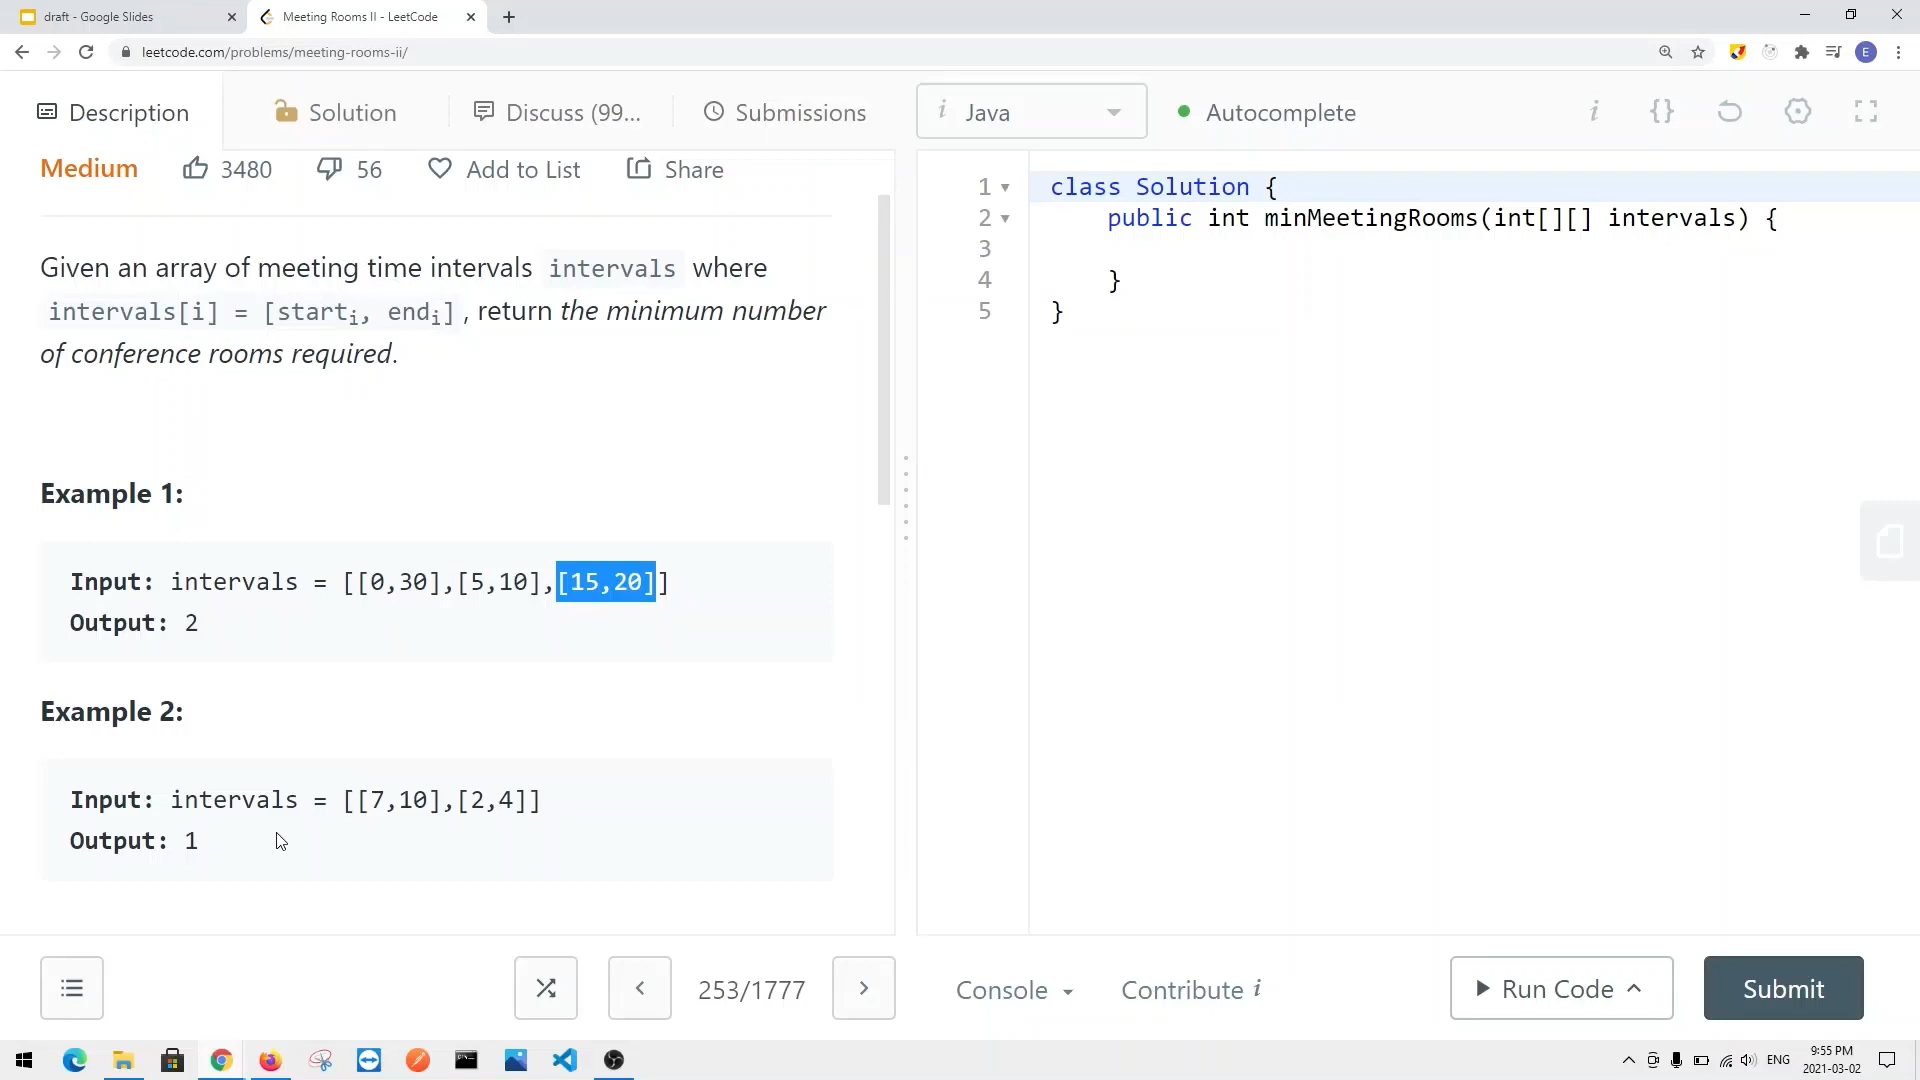 draft - Google Slides
Meeting Rooms II - LeetCode
leetcode.com/problems/meeting-rooms-ii/
E
Description
Solution
Discuss (99...
Submissions
i Java
Autocomplete
i {}
Medium
3480
56
Add to List
Share
Given an array of meeting time intervals intervals where
intervals[i] = [starti, endi], return the minimum number
of conference rooms required.
Example 1:
Input: intervals = [[0,30],[5,10],[15,20]]
Output: 2
Example 2:
Input: intervals = [[7,10],[2,4]]
Output: 1
1 class Solution {
2 public int minMeetingRooms(int[][] intervals) {
3
4 }
5 }
253/1777
Console
Contribute i
Run Code
Submit
ENG
9:55 PM
2021-03-02